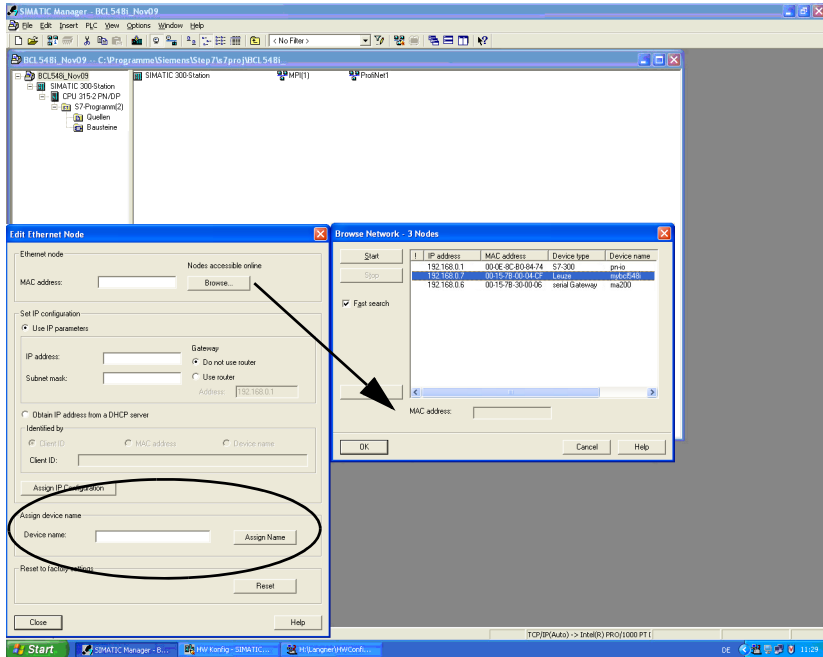 SIMATIC Manager - BCL548i_Nov09
File Edit Insert PLC View Options Window Help
< No Filter >
BCL548i_Nov09 -- C:\Programme\Siemens\Step7\s7proj\BCL548i_
BCL548i_Nov09
SIMATIC 300-Station
CPU 315-2 PN/DP
S7-Programm(2)
Quellen
Bausteine
SIMATIC 300-Station
MPI(1)
ProfiNet1
Edit Ethernet Node
Ethernet node
Nodes accessible online
MAC address:
Browse...
Set IP configuration
Use IP parameters
IP address:
Subnet mask:
Gateway
Do not use router
Use router
Address: 192.168.0.1
Obtain IP address from a DHCP server
Identified by
Client ID
MAC address
Device name
Client ID:
Assign IP Configuration
Assign device name
Device name:
Assign Name
Reset to factory settings
Reset
Close
Help
Browse Network - 3 Nodes
Start
Stop
Fast search
! IP address MAC address Device type Device name
192.168.0.1 00-0E-8C-B0-84-74 S7-300 pn-io
192.168.0.7 00-15-7B-00-04-CF Leuze mybcl548i
192.168.0.6 00-15-7B-30-00-06 serial Gateway ma200
MAC address:
OK
Cancel
Help
TCP/IP(Auto) -> Intel(R) PRO/1000 PT
Start
SIMATIC Manager - B...
HW Konfig - SIMATIC...
H:\Langner\HWConfi...
DE
11:29